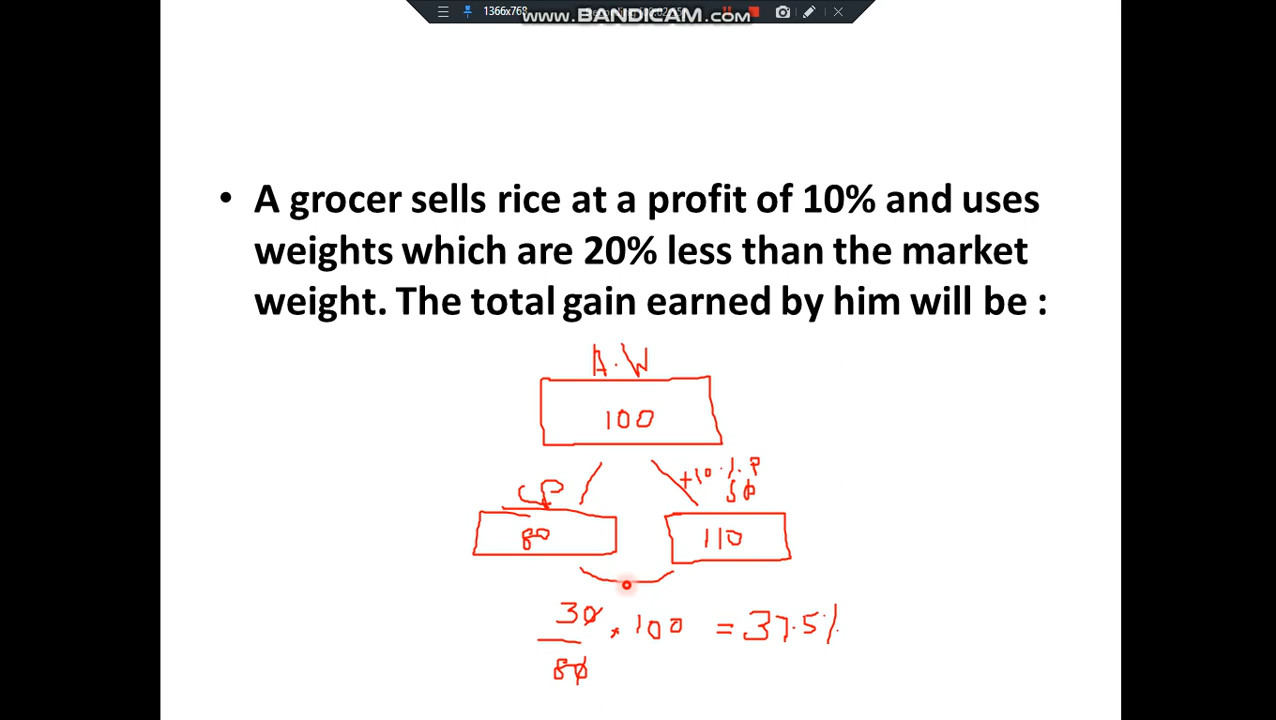 1366x768
www.BANDICAM.com
• A grocer sells rice at a profit of 10% and uses
weights which are 20% less than the market
weight. The total gain earned by him will be :
A.W
100
+10%.P
CP
SP
80
110
30
* 100 = 37.5%
80